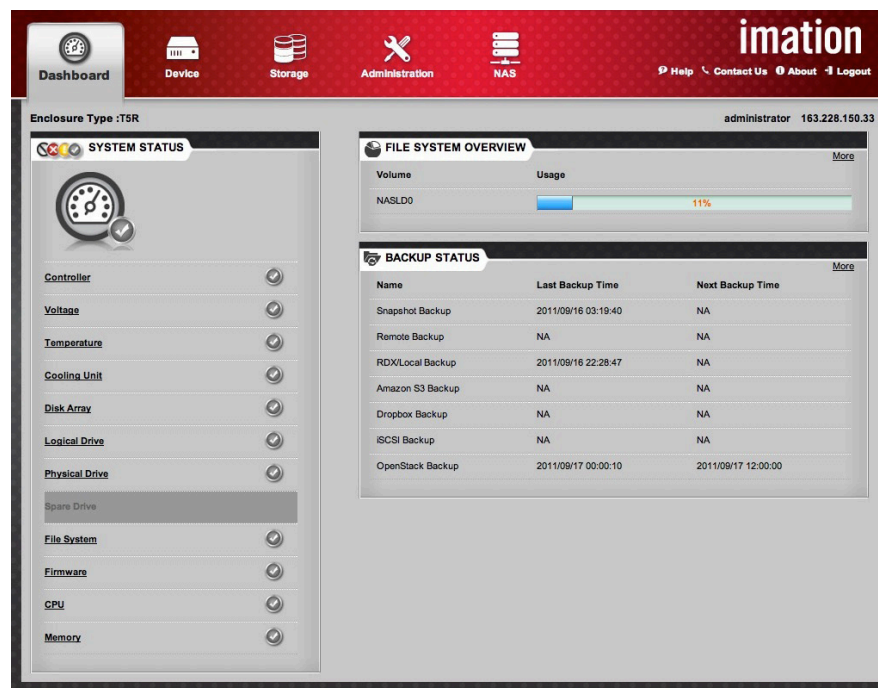 imation
Dashboard
Device
Storage
Administration
NAS
Help
Contact Us
About
Logout
Enclosure Type :T5R
administrator 163.228.150.33
SYSTEM STATUS
Controller
Voltage
Temperature
Cooling Unit
Disk Array
Logical Drive
Physical Drive
Spare Drive
File System
Firmware
CPU
Memory
FILE SYSTEM OVERVIEW
More
Volume Usage
NASLD0 11%
BACKUP STATUS
More
Name Last Backup Time Next Backup Time
Snapshot Backup 2011/09/16 03:19:40 NA
Remote Backup NA NA
RDX/Local Backup 2011/09/16 22:28:47 NA
Amazon S3 Backup NA NA
Dropbox Backup NA NA
iSCSI Backup NA NA
OpenStack Backup 2011/09/17 00:00:10 2011/09/17 12:00:00